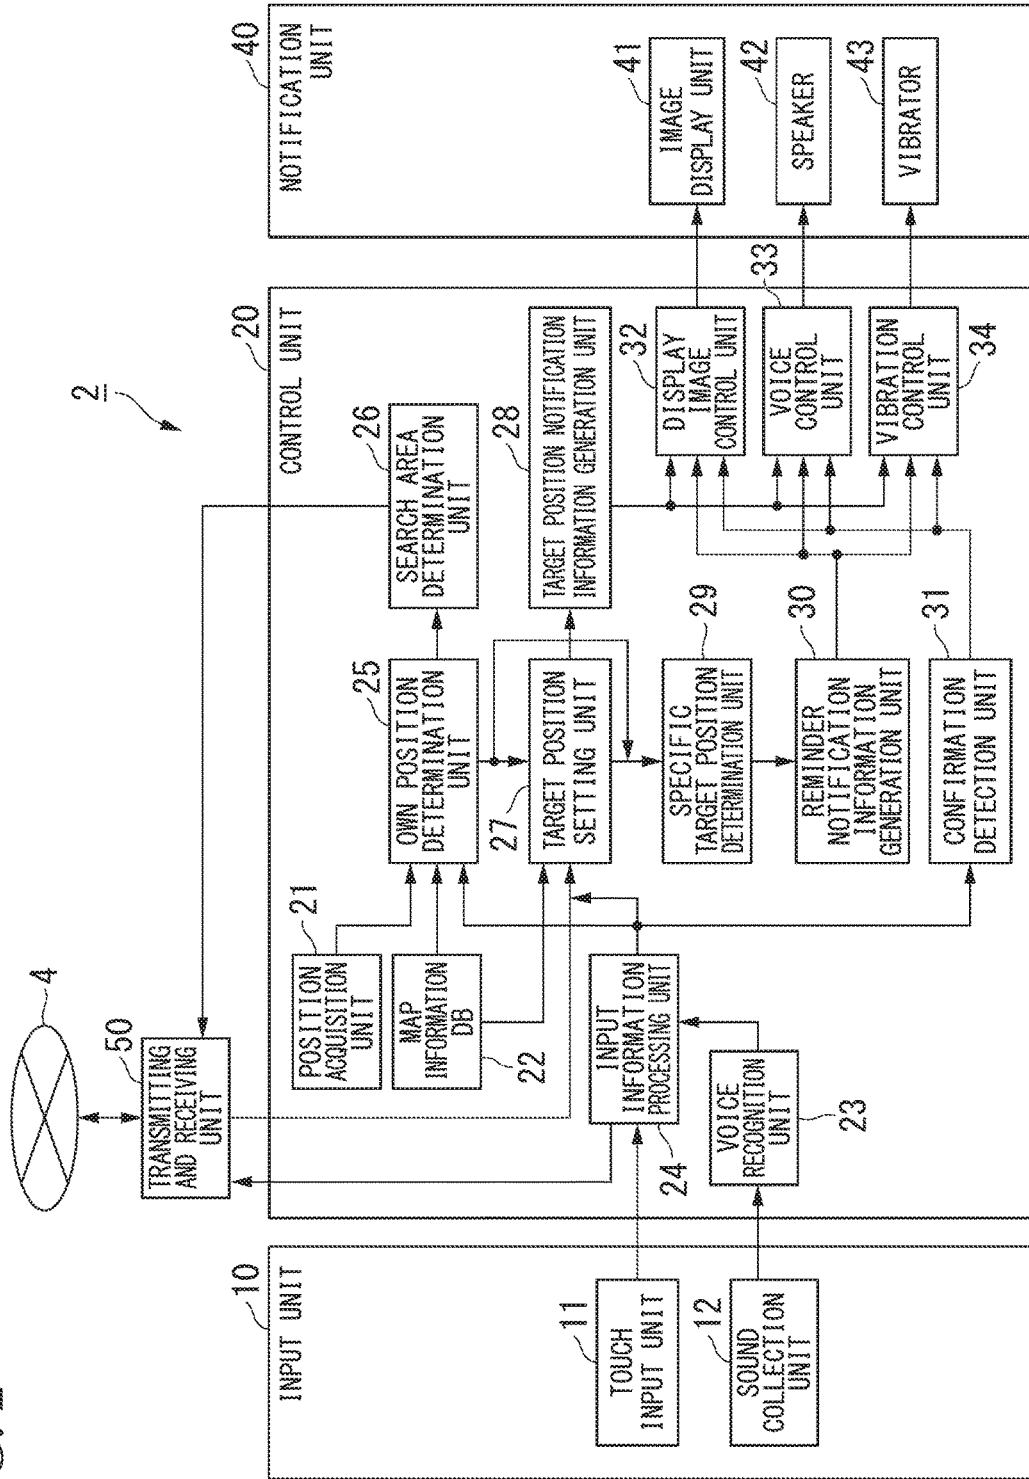 2
4
50
TRANSMITTING
AND RECEIVING
UNIT
10
INPUT UNIT
11
TOUCH
INPUT UNIT
12
SOUND
COLLECTION
UNIT
20
CONTROL UNIT
21
POSITION
ACQUISITION
UNIT
MAP
INFORMATION
DB
22
INPUT
INFORMATION
PROCESSING UNIT
24
VOICE
RECOGNITION
UNIT
23
25
OWN POSITION
DETERMINATION
UNIT
26
SEARCH AREA
DETERMINATION
UNIT
27
TARGET POSITION
SETTING UNIT
28
TARGET POSITION NOTIFICATION
INFORMATION GENERATION UNIT
29
SPECIFIC
TARGET POSITION
DETERMINATION UNIT
30
REMINDER
NOTIFICATION
INFORMATION
GENERATION UNIT
31
CONFIRMATION
DETECTION UNIT
32
DISPLAY
IMAGE
CONTROL UNIT
33
VOICE
CONTROL
UNIT
VIBRATION
CONTROL
UNIT
34
40
NOTIFICATION
UNIT
41
IMAGE
DISPLAY UNIT
42
SPEAKER
43
VIBRATOR